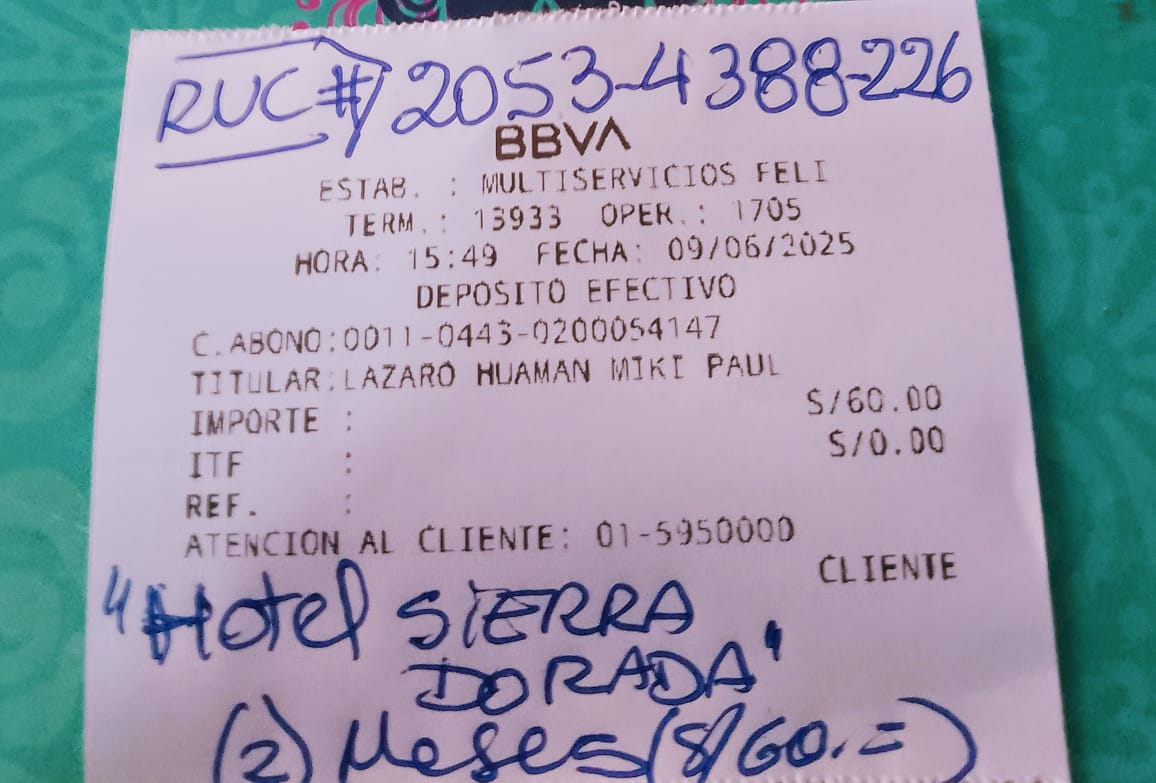 RUC# 2053-4388-226
BBVA
ESTAB. : MULTISERVICIOS FELI
TERM.: 13933 OPER.: 1705
HORA: 15:49 FECHA: 09/06/2025
DEPOSITO EFECTIVO
C.ABONO:0011-0443-0200054147
TITULAR:LAZARO HUAMAN MIKI PAUL
IMPORTE : S/60.00
ITF : S/0.00
REF. :
ATENCION AL CLIENTE: 01-5950000
CLIENTE
"Hotel SiERRA
DORADA"
(2) Meses (S/60.=)